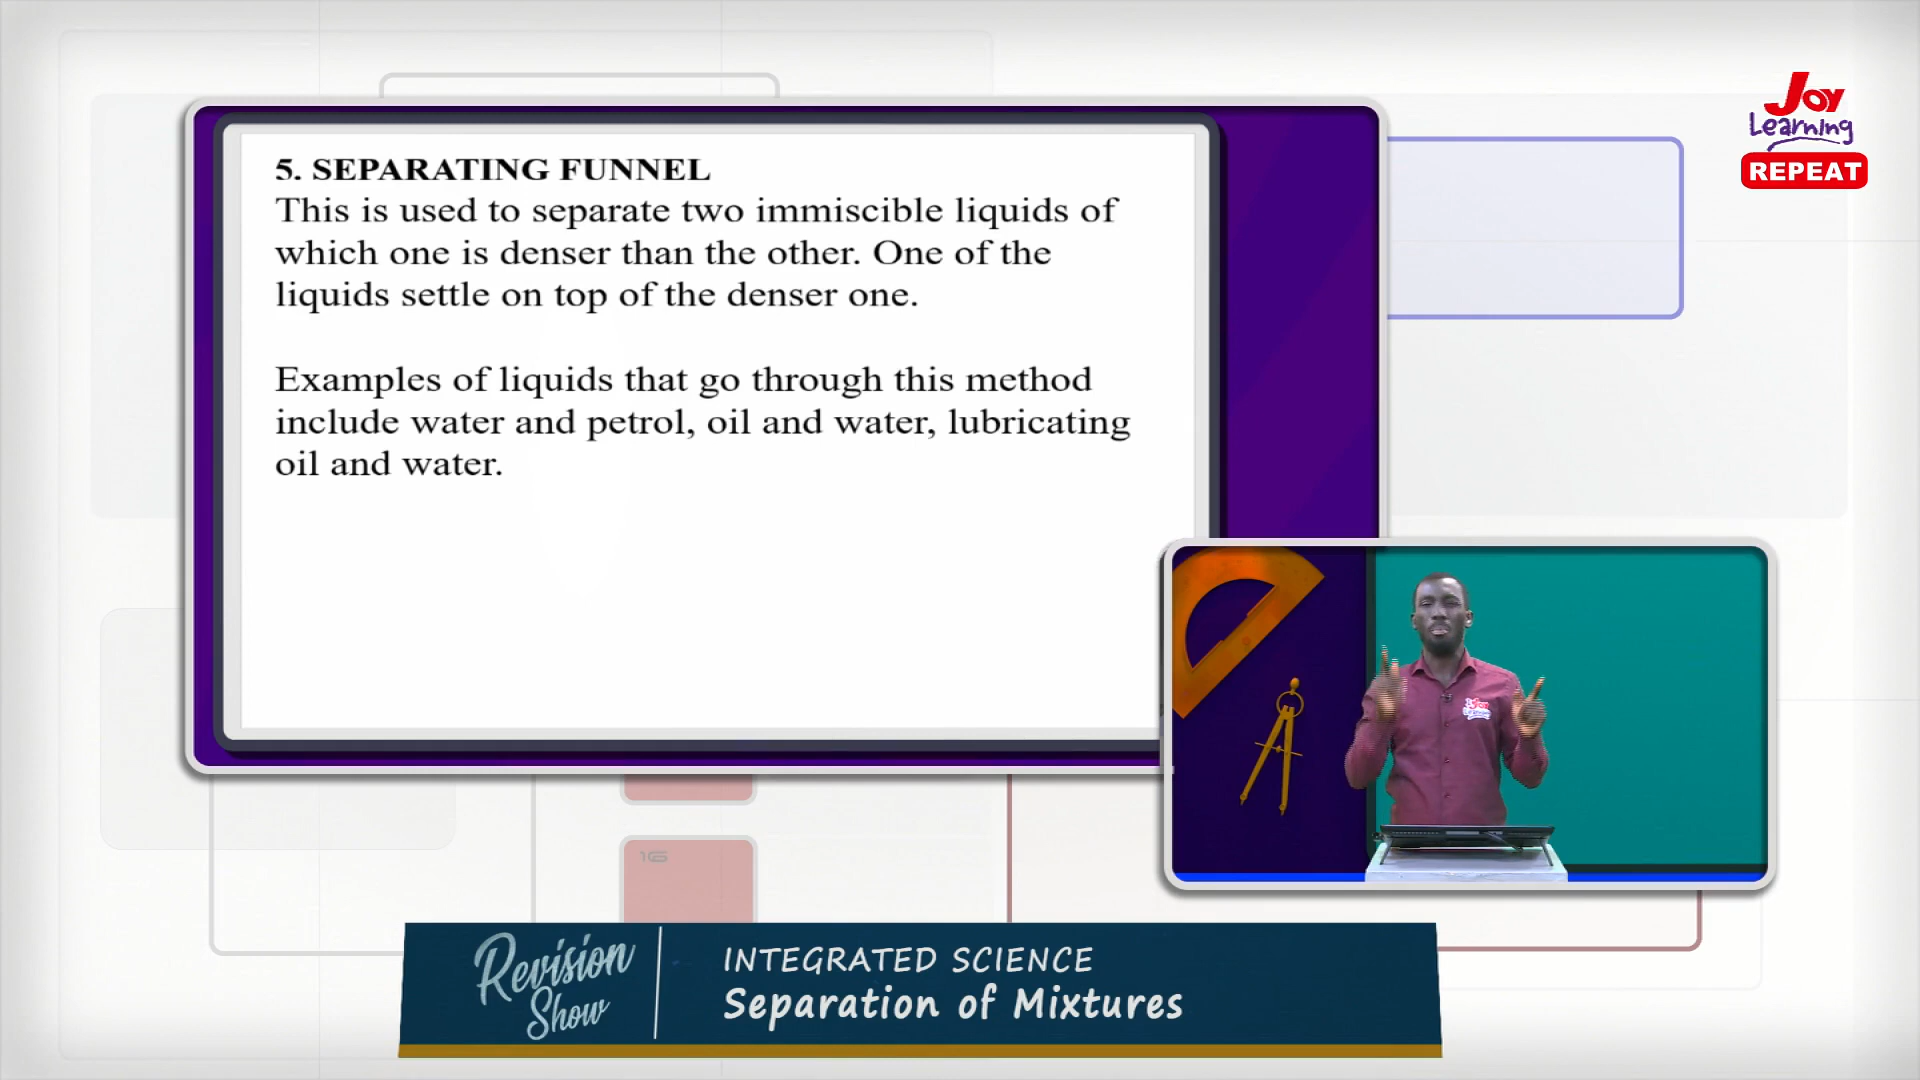 Joy
Learning
REPEAT
5. SEPARATING FUNNEL
This is used to separate two immiscible liquids of
which one is denser than the other. One of the
liquids settle on top of the denser one.
Examples of liquids that go through this method
include water and petrol, oil and water, lubricating
oil and water.
Joy
Learning
16
Revision
Show
INTEGRATED SCIENCE
Separation of Mixtures